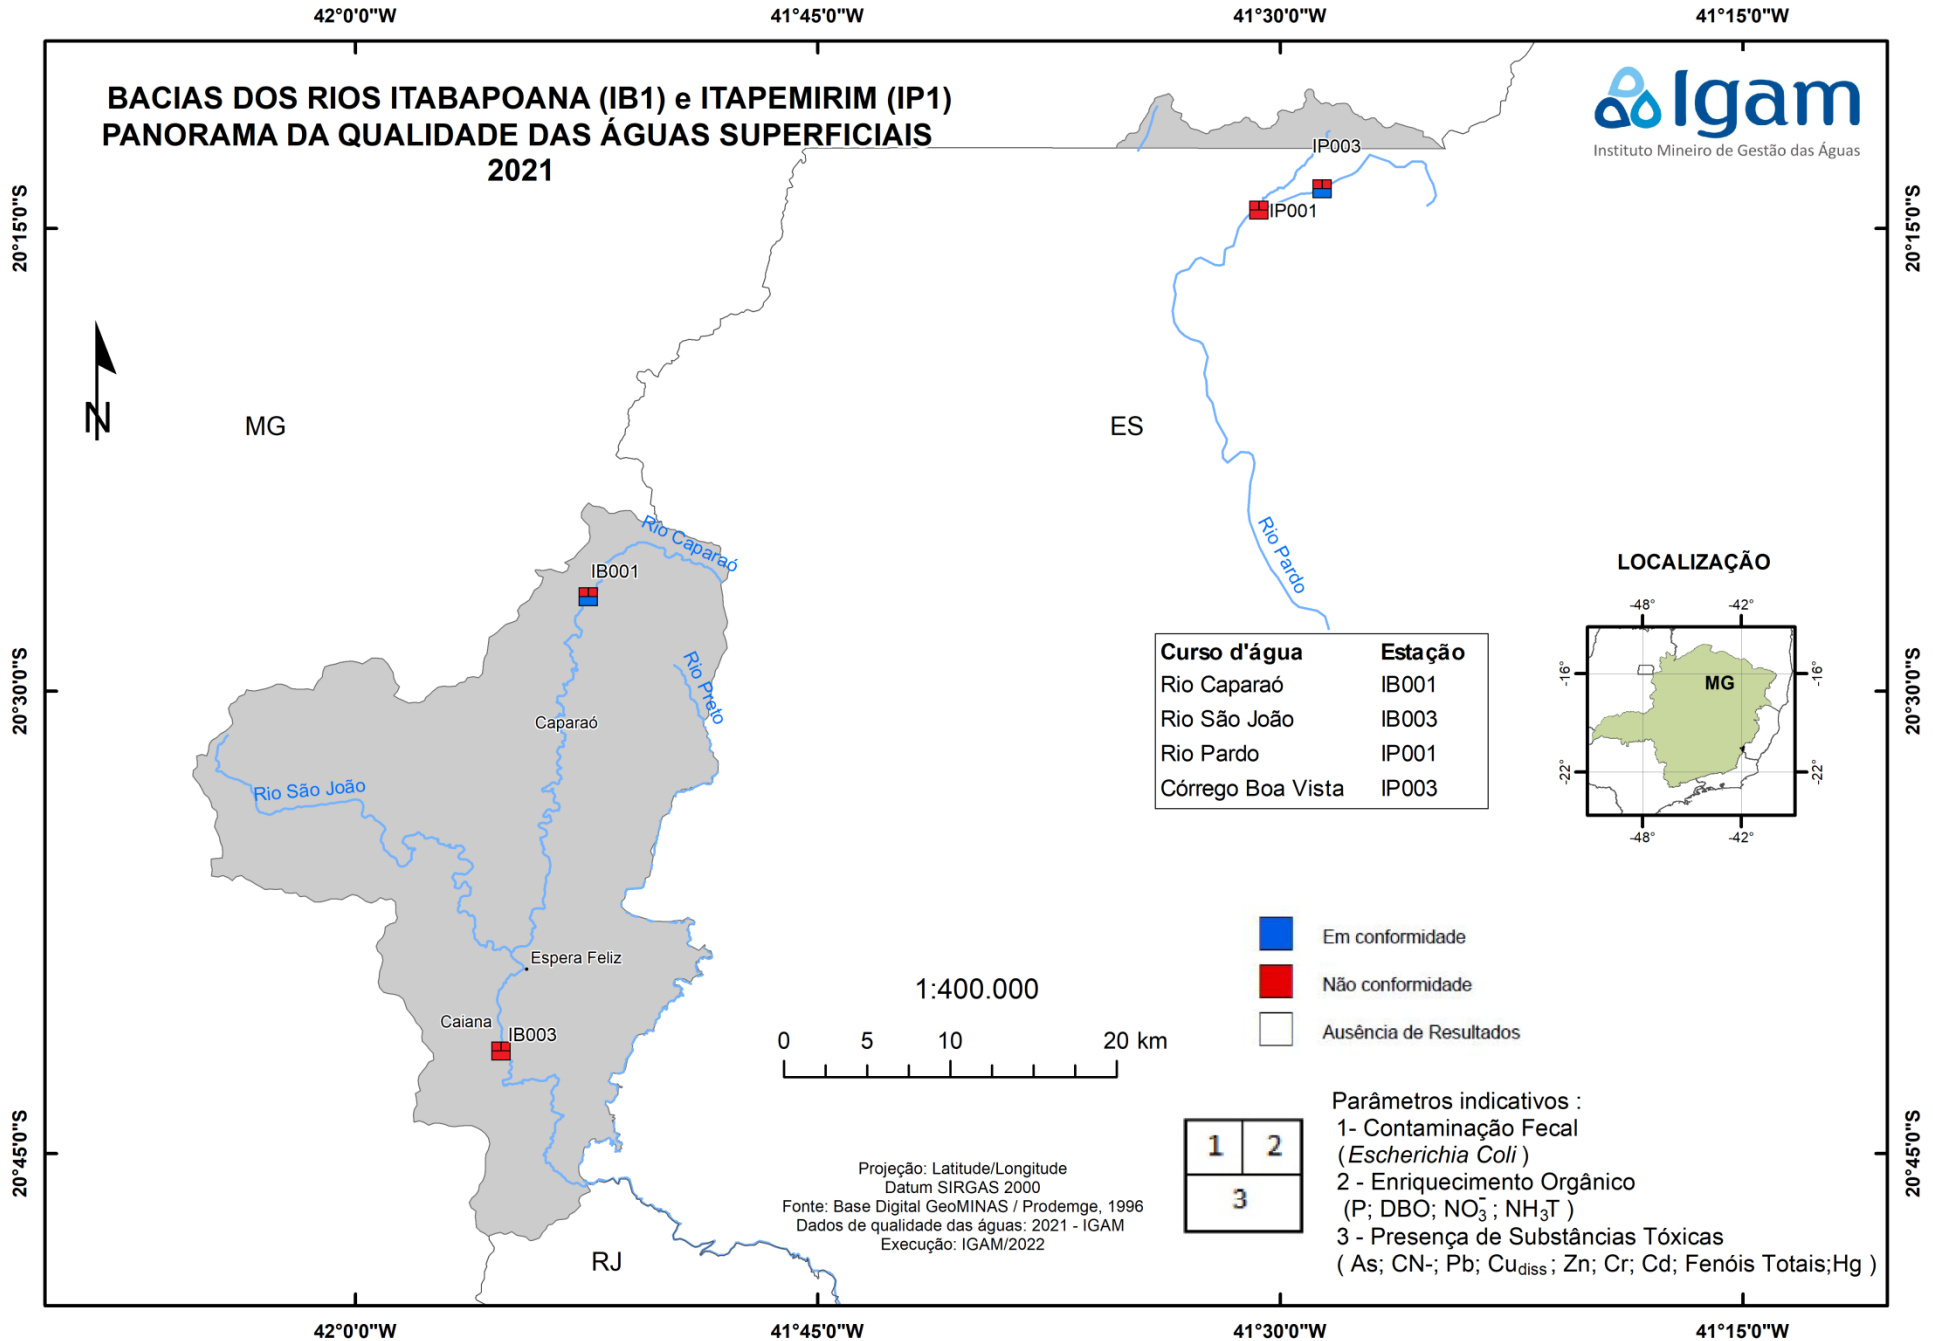 42°0'0"W 41°45'0"W 41°30'0"W 41°15'0"W
BACIAS DOS RIOS ITABAPOANA (IB1) e ITAPEMIRIM (IP1)
PANORAMA DA QUALIDADE DAS ÁGUAS SUPERFICIAIS
2021
Igam
Instituto Mineiro de Gestão das Águas
IP003
IP001
20°15'0"S
20°15'0"S
N
MG
ES
Rio Caparaó
IB001
Rio Pardo
Rio Preto
Caparaó
Rio São João
20°30'0"S
20°30'0"S
LOCALIZAÇÃO
-48° -42°
-16° -16°
MG
-22° -22°
-48° -42°
Curso d'água Estação
Rio Caparaó IB001
Rio São João IB003
Rio Pardo IP001
Córrego Boa Vista IP003
Espera Feliz
Caiana
IB003
1:400.000
0 5 10 20 km
Em conformidade
Não conformidade
Ausência de Resultados
1 2
3
Parâmetros indicativos :
1- Contaminação Fecal
(Escherichia Coli )
2 - Enriquecimento Orgânico
(P; DBO; NO₃⁻; NH₃T )
3 - Presença de Substâncias Tóxicas
( As; CN-; Pb; Cudiss; Zn; Cr; Cd; Fenóis Totais;Hg )
20°45'0"S
20°45'0"S
Projeção: Latitude/Longitude
Datum SIRGAS 2000
Fonte: Base Digital GeoMINAS / Prodemge, 1996
Dados de qualidade das águas: 2021 - IGAM
Execução: IGAM/2022
RJ
42°0'0"W 41°45'0"W 41°30'0"W 41°15'0"W